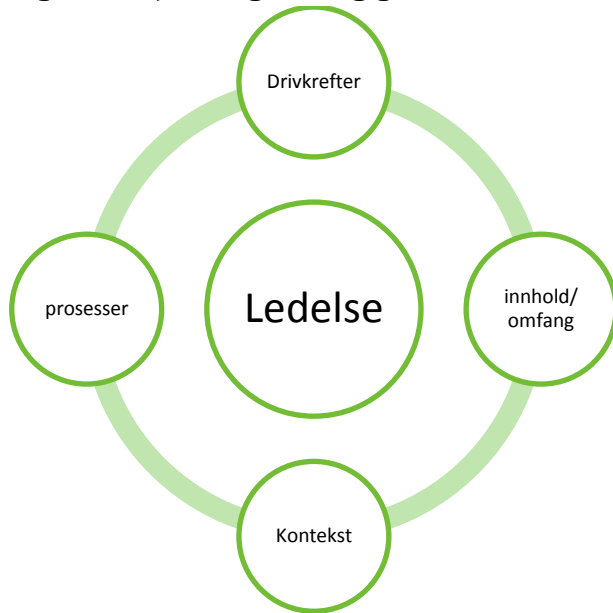 Drivkrefter
prosesser
Ledelse
innhold/
omfang
Kontekst